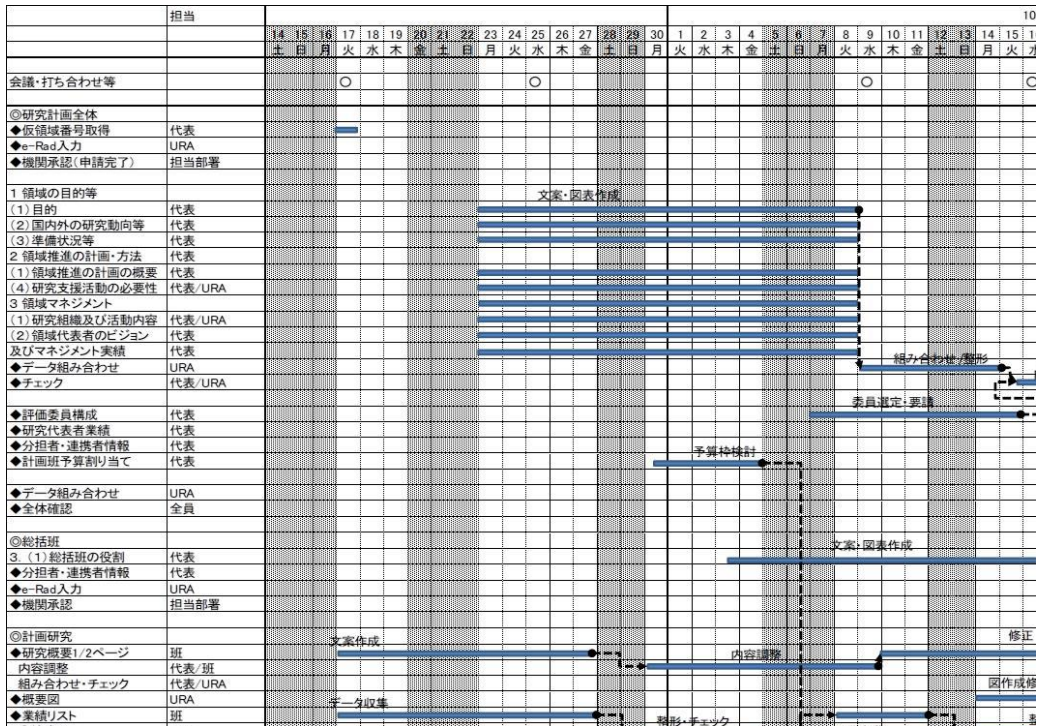 担当
10
14 15 16 17 18 19 20 21 22 23 24 25 26 27 28 29 30 1 2 3 4 5 6 7 8 9 10 11 12 13 14 15
土 日 月 火 水 木 金 土 日 月 火 水 木 金 土 日 月 火 水 木 金 土 日 月 火 水 木 金 土 日 月 火 水
会議・打ち合わせ等 ○ ○ ○ ○
◎研究計画全体
◆仮領域番号取得 代表
◆e-Rad入力 URA
◆機関承認(申請完了) 担当部署
1 領域の目的等
文案・図表作成
(1)目的 代表
(2)国内外の研究動向等 代表
(3)準備状況等 代表
2 領域推進の計画・方法 代表
(1)領域推進の計画の概要 代表
(4)研究支援活動の必要性 代表/URA
3 領域マネジメント
(1)研究組織及び活動内容 代表/URA
(2)領域代表者のビジョン 代表
及びマネジメント実績 代表
◆データ組み合わせ URA 組み合わせ/整形
◆チェック 代表/URA
委員選定・要請
◆評価委員構成 代表
◆研究代表者業績 代表
◆分担者・連携者情報 代表
予算枠検討
◆計画班予算割り当て 代表
◆データ組み合わせ URA
◆全体確認 全員
◎総括班
文案・図表作成
3. (1)総括班の役割 代表
◆分担者・連携者情報 代表
◆e-Rad入力 URA
◆機関承認 担当部署
◎計画研究
文案作成 修正
◆研究概要1/2ページ 班
内容調整 代表/班 内容調整
組み合わせ・チェック 代表/URA 図作成修
◆概要図 URA
データ収集
◆業績リスト 班
整形・チェック